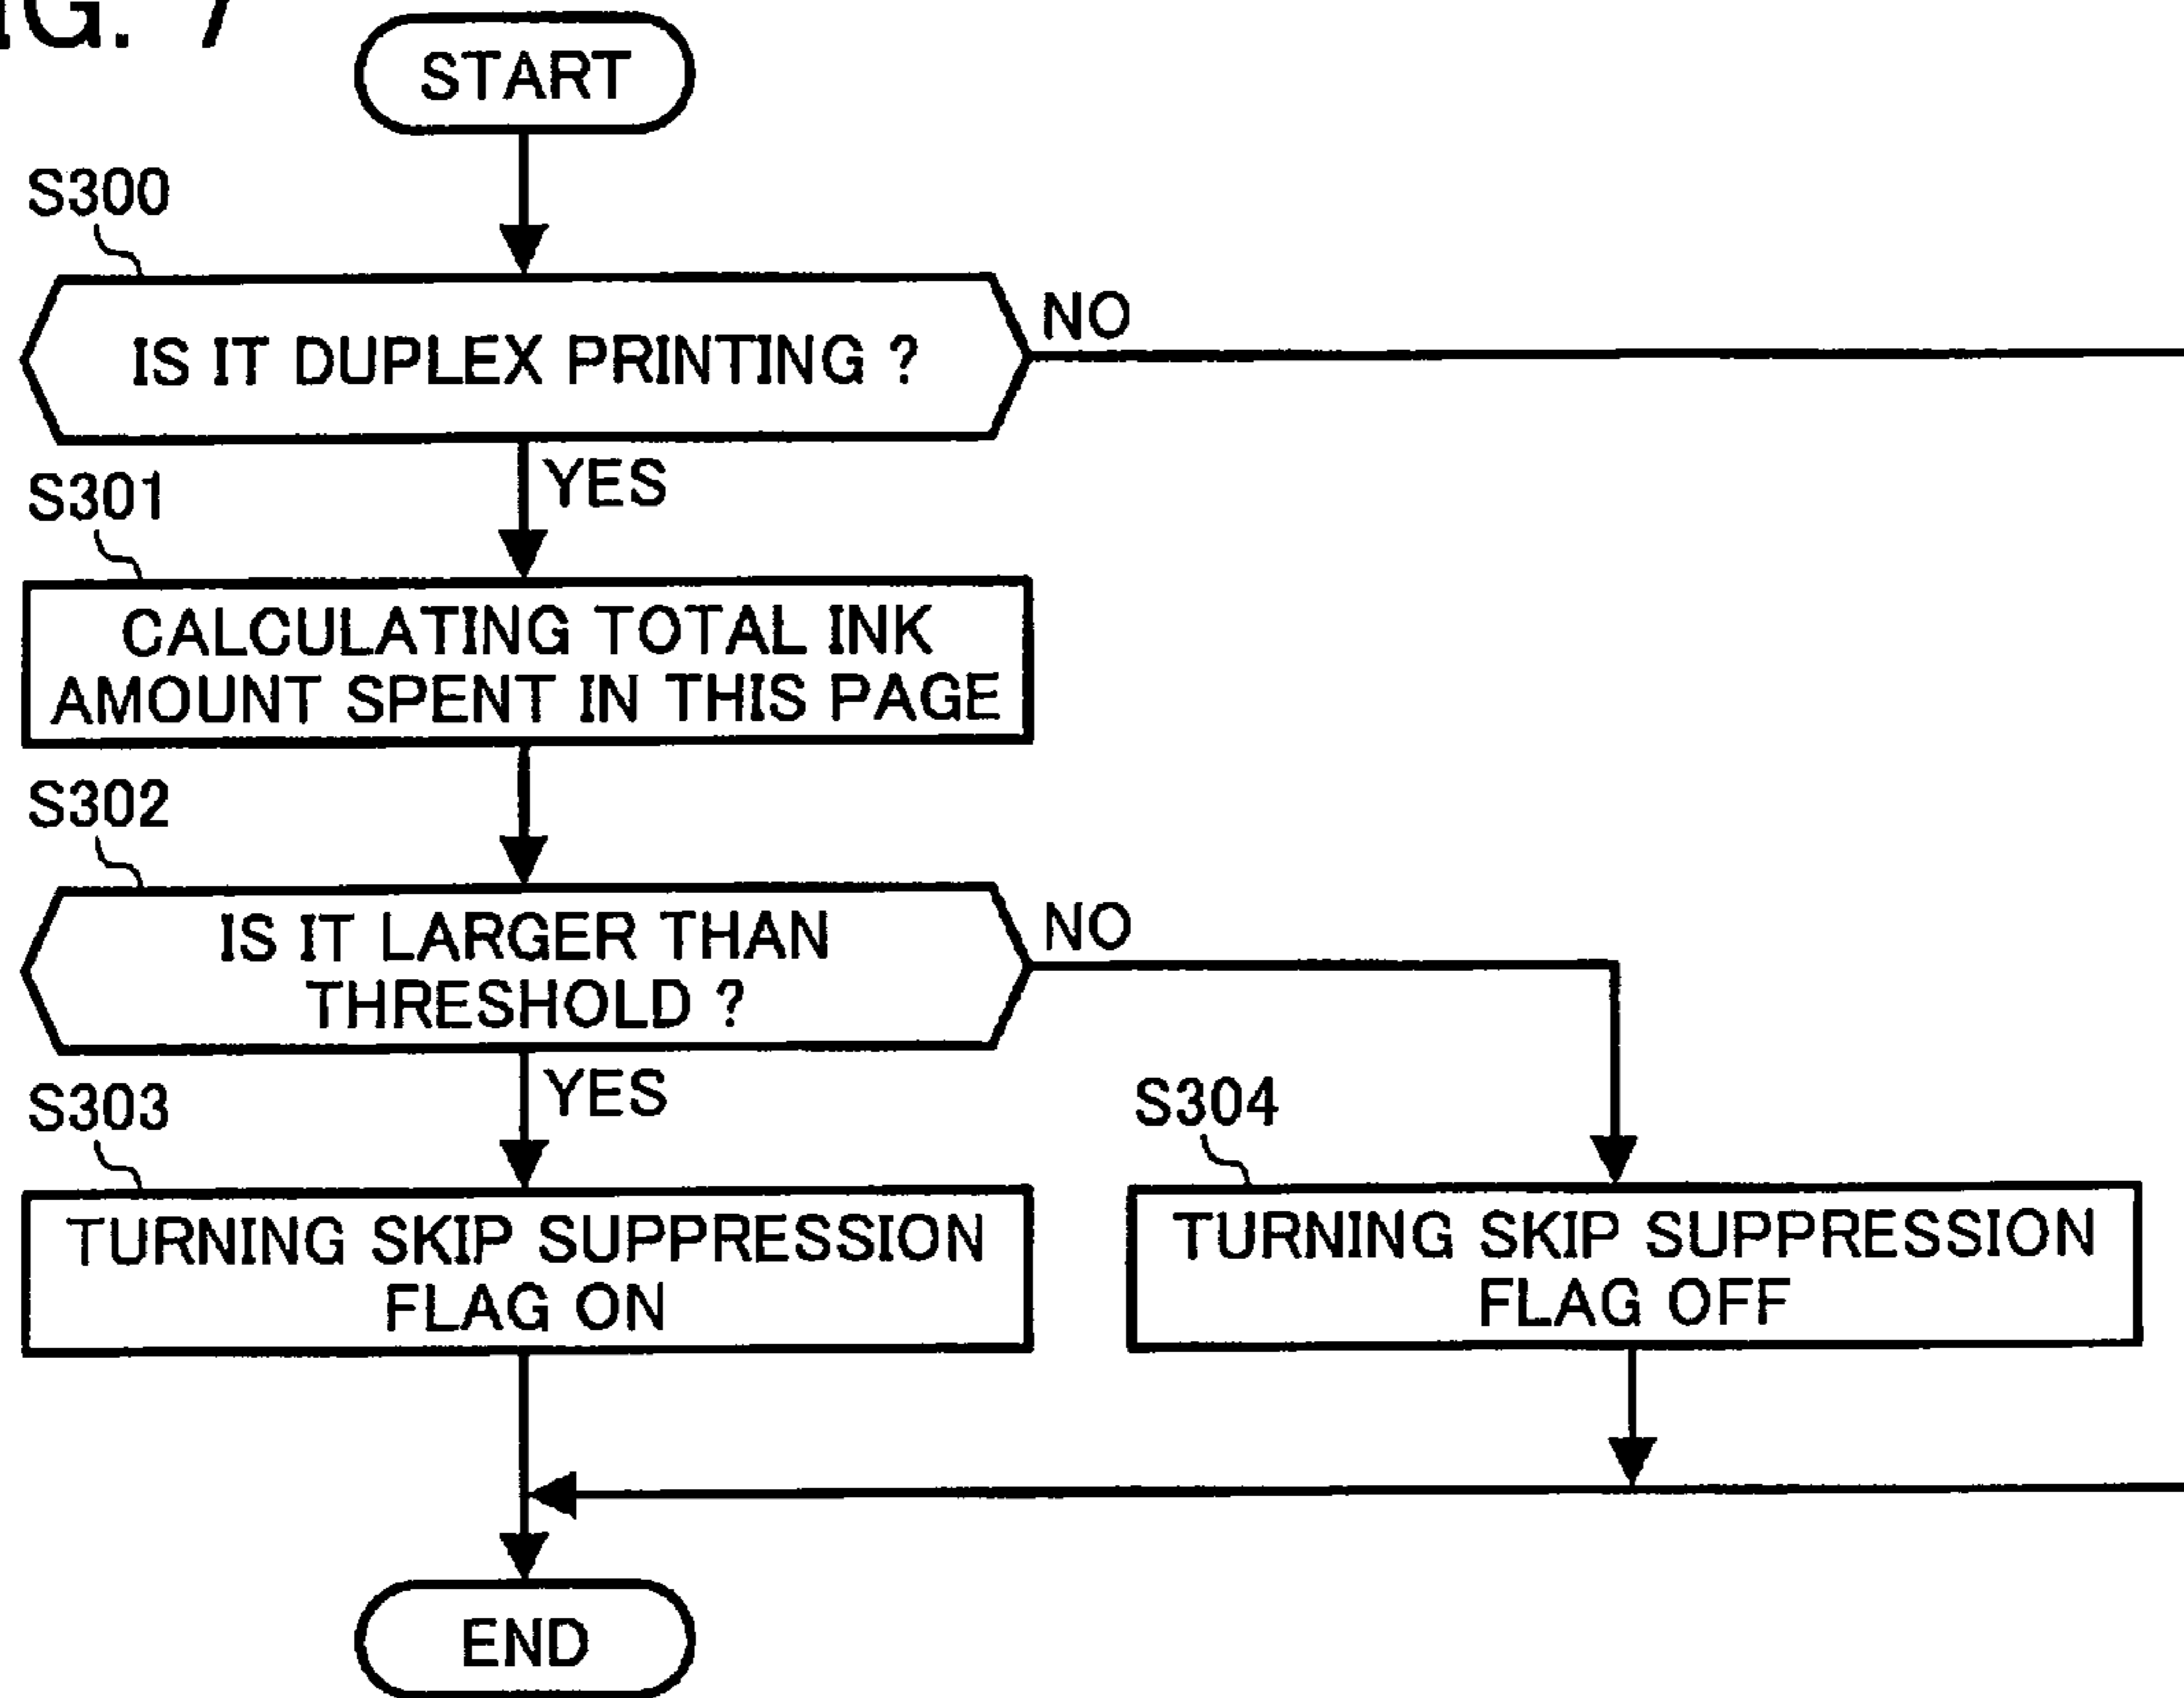 FIG. 7
START
S300
IS IT DUPLEX PRINTING ?
NO
YES
S301
CALCULATING TOTAL INK
AMOUNT SPENT IN THIS PAGE
S302
IS IT LARGER THAN
THRESHOLD ?
NO
YES
S303
TURNING SKIP SUPPRESSION
FLAG ON
S304
TURNING SKIP SUPPRESSION
FLAG OFF
END